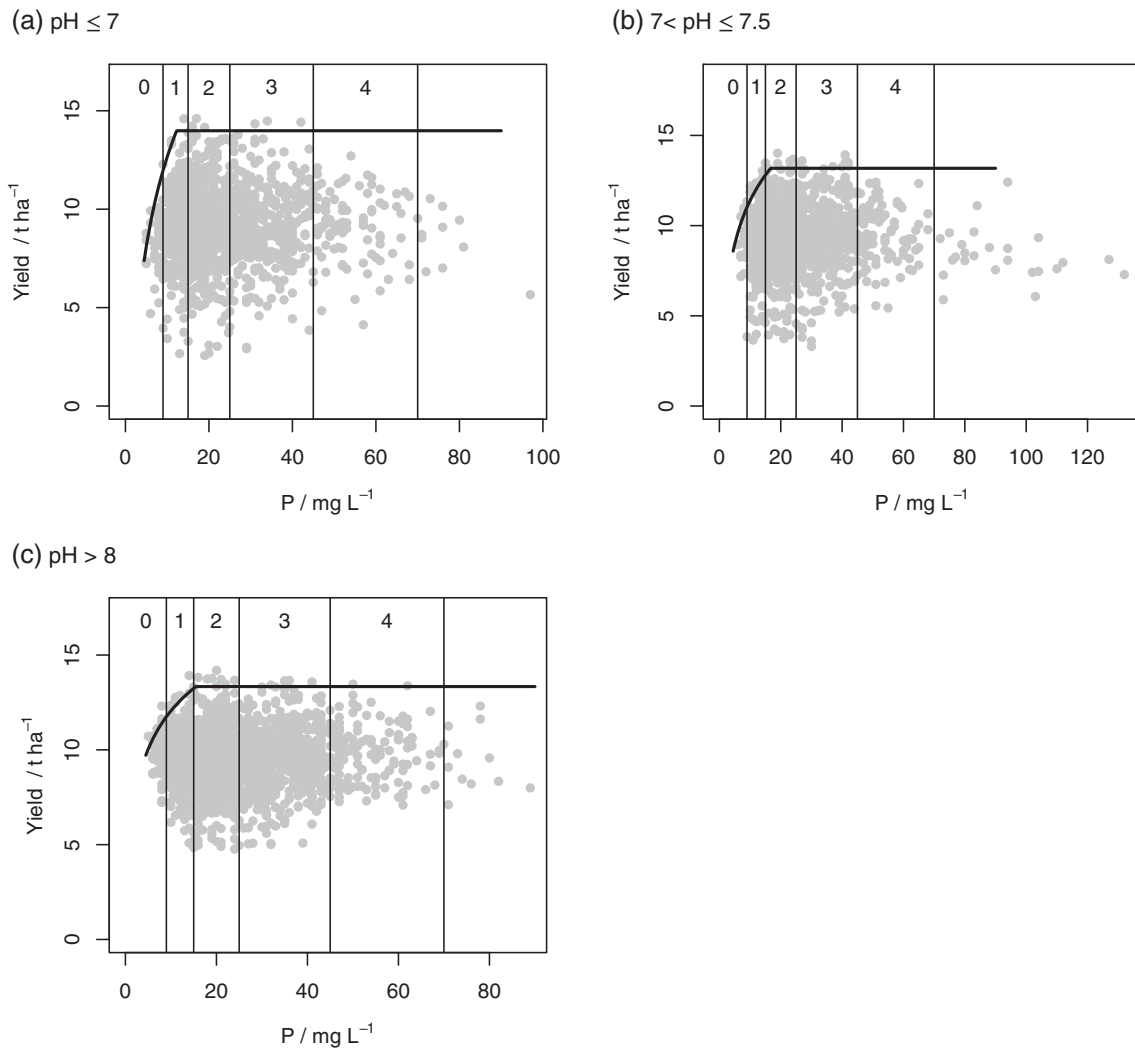 (a) pH ≤ 7
0 1 2 3 4
15
10
5
0
Yield / t ha⁻¹
0 20 40 60 80 100
P / mg L⁻¹
(b) 7< pH ≤ 7.5
0 1 2 3 4
15
10
5
0
Yield / t ha⁻¹
0 20 40 60 80 100 120
P / mg L⁻¹
(c) pH > 8
0 1 2 3 4
15
10
5
0
Yield / t ha⁻¹
0 20 40 60 80
P / mg L⁻¹